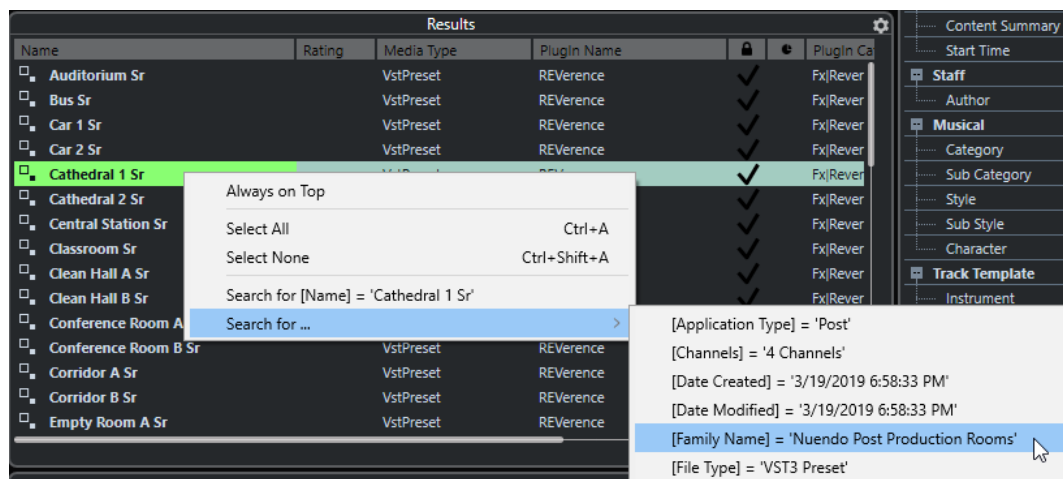 Results
Name Rating Media Type PlugIn Name PlugIn Ca
Auditorium Sr VstPreset REVerence Fx|Rever
Bus Sr VstPreset REVerence Fx|Rever
Car 1 Sr VstPreset REVerence Fx|Rever
Car 2 Sr VstPreset REVerence Fx|Rever
Cathedral 1 Sr Fx|Rever
Cathedral 2 Sr Fx|Rever
Central Station Sr Fx|Rever
Classroom Sr Fx|Rever
Clean Hall A Sr Fx|Rever
Clean Hall B Sr Fx|Rever
Conference Room A
Conference Room B Sr VstPreset REVerence
Corridor A Sr VstPreset REVerence
Corridor B Sr VstPreset REVerence
Empty Room A Sr VstPreset REVerence
Always on Top
Select All Ctrl+A
Select None Ctrl+Shift+A
Search for [Name] = 'Cathedral 1 Sr'
Search for ...
[Application Type] = 'Post'
[Channels] = '4 Channels'
[Date Created] = '3/19/2019 6:58:33 PM'
[Date Modified] = '3/19/2019 6:58:33 PM'
[Family Name] = 'Nuendo Post Production Rooms'
[File Type] = 'VST3 Preset'
Content Summary
Start Time
Staff
Author
Musical
Category
Sub Category
Style
Sub Style
Character
Track Template
Instrument